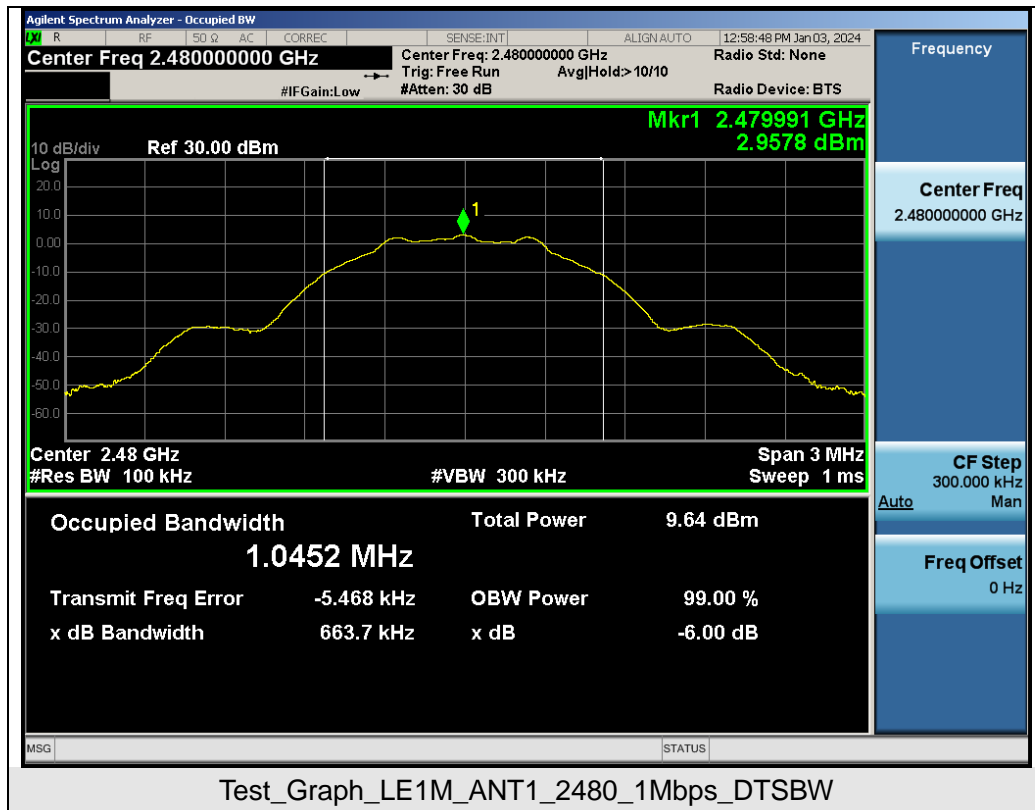 Agilent Spectrum Analyzer - Occupied BW
LXI R RF 50 Ω AC CORREC SENSE:INT ALIGN AUTO 12:58:48 PM Jan 03, 2024
Center Freq 2.480000000 GHz
Center Freq: 2.480000000 GHz
Radio Std: None
Trig: Free Run Avg|Hold:> 10/10
#IFGain:Low
#Atten: 30 dB
Radio Device: BTS
Frequency
Mkr1 2.479991 GHz
2.9578 dBm
10 dB/div Ref 30.00 dBm
Log
20.0
10.0
0.00
-10.0
-20.0
-30.0
-40.0
-50.0
-60.0
1
Center 2.48 GHz Span 3 MHz
#Res BW 100 kHz #VBW 300 kHz Sweep 1 ms
Center Freq
2.480000000 GHz
CF Step
300.000 kHz
Auto Man
Freq Offset
0 Hz
Occupied Bandwidth Total Power 9.64 dBm
1.0452 MHz
Transmit Freq Error -5.468 kHz OBW Power 99.00 %
x dB Bandwidth 663.7 kHz x dB -6.00 dB
MSG STATUS
Test_Graph_LE1M_ANT1_2480_1Mbps_DTSBW